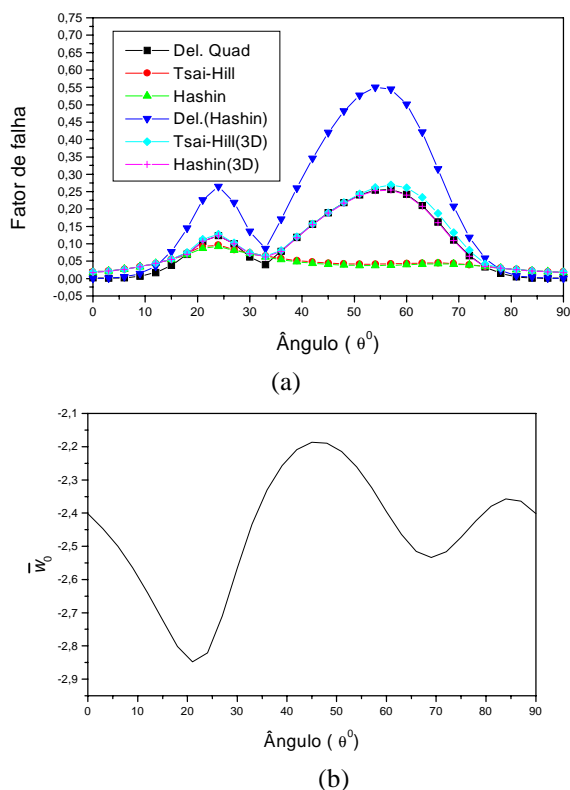 0,75
0,70
0,65
0,60
0,55
0,50
0,45
0,40
0,35
0,30
0,25
0,20
0,15
0,10
0,05
0,00
-0,05
Fator de falha
Del. Quad
Tsai-Hill
Hashin
Del.(Hashin)
Tsai-Hill(3D)
Hashin(3D)
0 10 20 30 40 50 60 70 80 90
Ângulo ( θ⁰)
(a)
-2,1
-2,2
-2,3
-2,4
-2,5
-2,6
-2,7
-2,8
-2,9
w̅₀
0 10 20 30 40 50 60 70 80 90
Ângulo ( θ⁰)
(b)